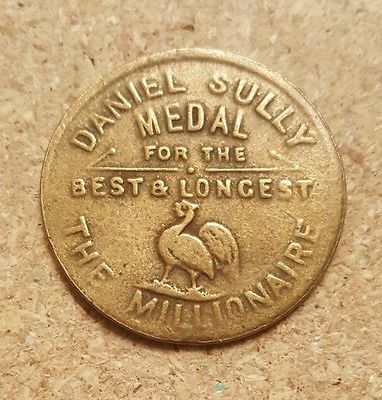 DANIEL SULLY
MEDAL
FOR THE
BEST & LONGEST
THE MILLIONAIRE